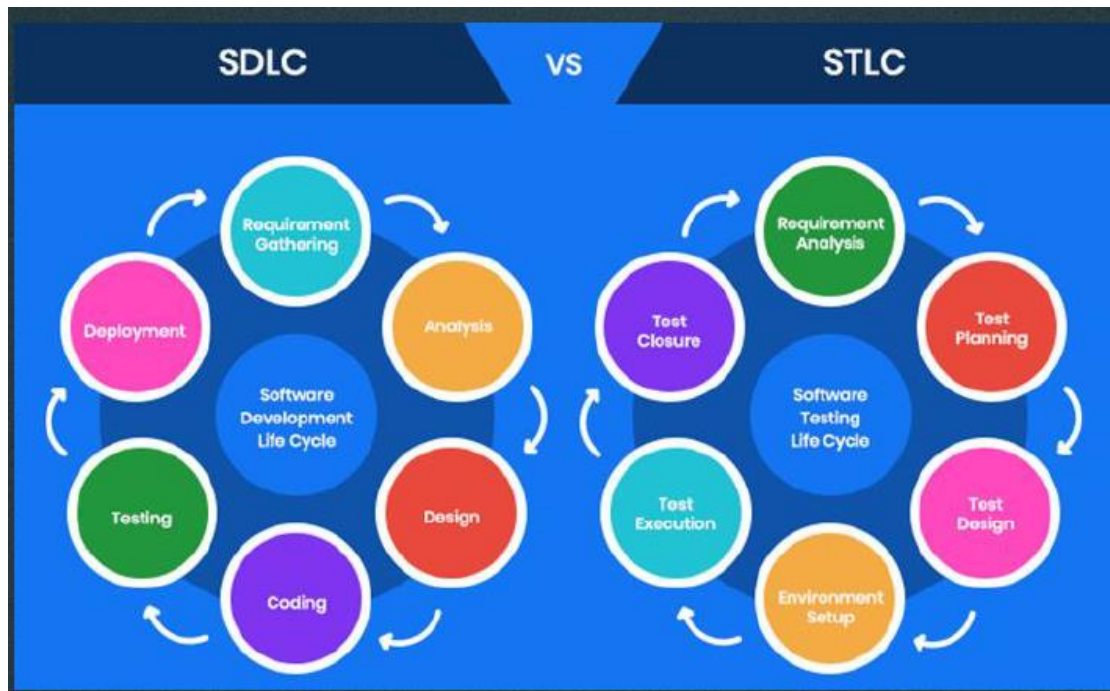 SDLC
VS
STLC
Requirement
Gathering
Analysis
Design
Coding
Testing
Deployment
Software
Development
Life Cycle
Requirement
Analysis
Test
Planning
Test
Design
Environment
Setup
Test
Execution
Test
Closure
Software
Testing
Life Cycle